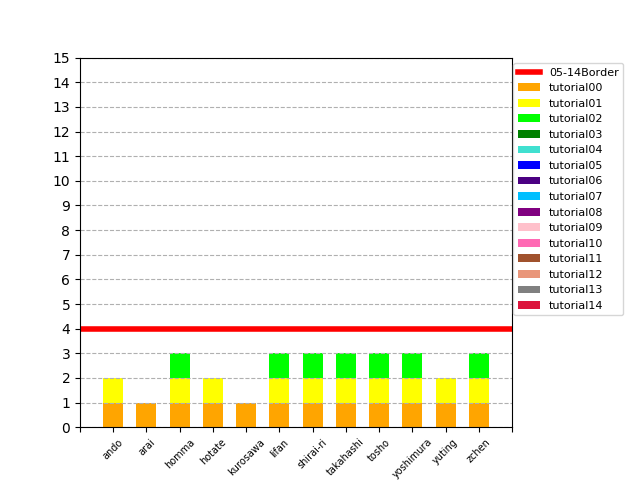 15
14
13
12
11
10
9
8
7
6
5
4
3
2
1
0
ando
arai
homma
hotate
kurosawa
lifan
shirai-ri
takahashi
tosho
yoshimura
yuting
zchen
05-14Border
tutorial00
tutorial01
tutorial02
tutorial03
tutorial04
tutorial05
tutorial06
tutorial07
tutorial08
tutorial09
tutorial10
tutorial11
tutorial12
tutorial13
tutorial14